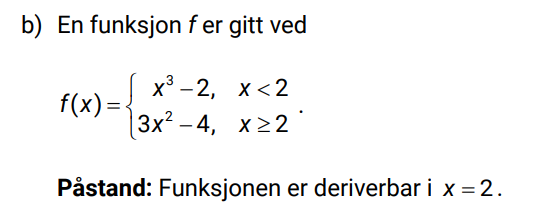 b) En funksjon f er gitt ved
f(x) = { x³ – 2, x < 2
3x² – 4, x ≥ 2 .
Påstand: Funksjonen er deriverbar i x = 2.